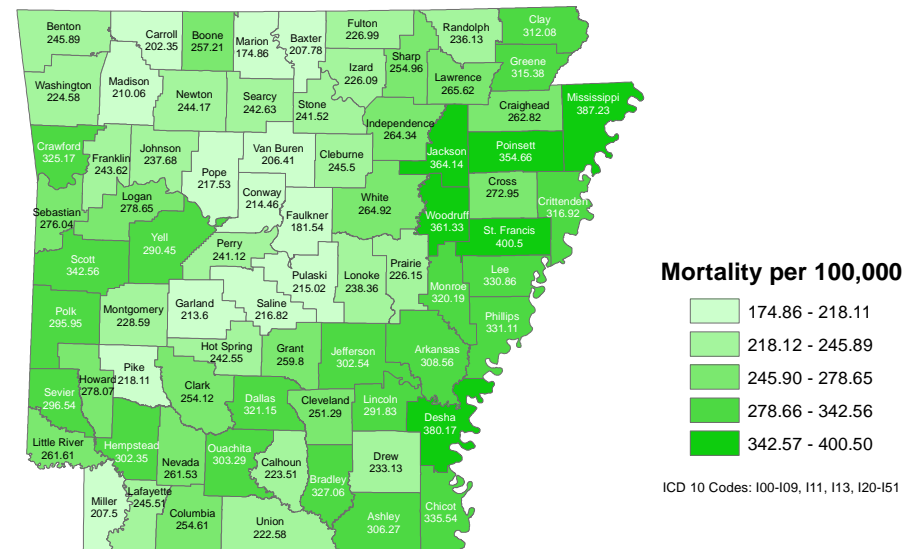 Benton
245.89
Carroll
202.35
Boone
257.21
Marion
174.86
Baxter
207.78
Fulton
226.99
Randolph
236.13
Clay
312.08
Greene
315.38
Sharp
254.96
Izard
226.09
Lawrence
265.62
Washington
224.58
Madison
210.06
Newton
244.17
Searcy
242.63
Stone
241.52
Independence
264.34
Craighead
262.82
Mississippi
387.23
Crawford
325.17
Franklin
243.62
Johnson
237.68
Pope
217.53
Van Buren
206.41
Cleburne
245.5
Jackson
364.14
Poinsett
354.66
Logan
278.65
Conway
214.46
White
264.92
Cross
272.95
Crittenden
316.92
Sebastian
276.04
Yell
290.45
Perry
241.12
Faulkner
181.54
Woodruff
361.33
St. Francis
400.5
Scott
342.56
Pulaski
215.02
Lonoke
238.36
Prairie
226.15
Monroe
320.19
Lee
330.86
Mortality per 100,000
Polk
295.95
Montgomery
228.59
Garland
213.6
Saline
216.82
Phillips
331.11
174.86 - 218.11
218.12 - 245.89
245.90 - 278.65
278.66 - 342.56
342.57 - 400.50
Hot Spring
242.55
Grant
259.8
Jefferson
302.54
Arkansas
308.56
Pike
218.11
Howard
278.07
Sevier
296.54
Clark
254.12
Dallas
321.15
Cleveland
251.29
Lincoln
291.83
Desha
380.17
Little River
261.61
Hempstead
302.35
Nevada
261.53
Ouachita
303.29
Calhoun
223.51
Bradley
327.06
Drew
233.13
ICD 10 Codes: I00-I09, I11, I13, I20-I51
Miller
207.5
Lafayette
245.51
Columbia
254.61
Union
222.58
Ashley
306.27
Chicot
335.54